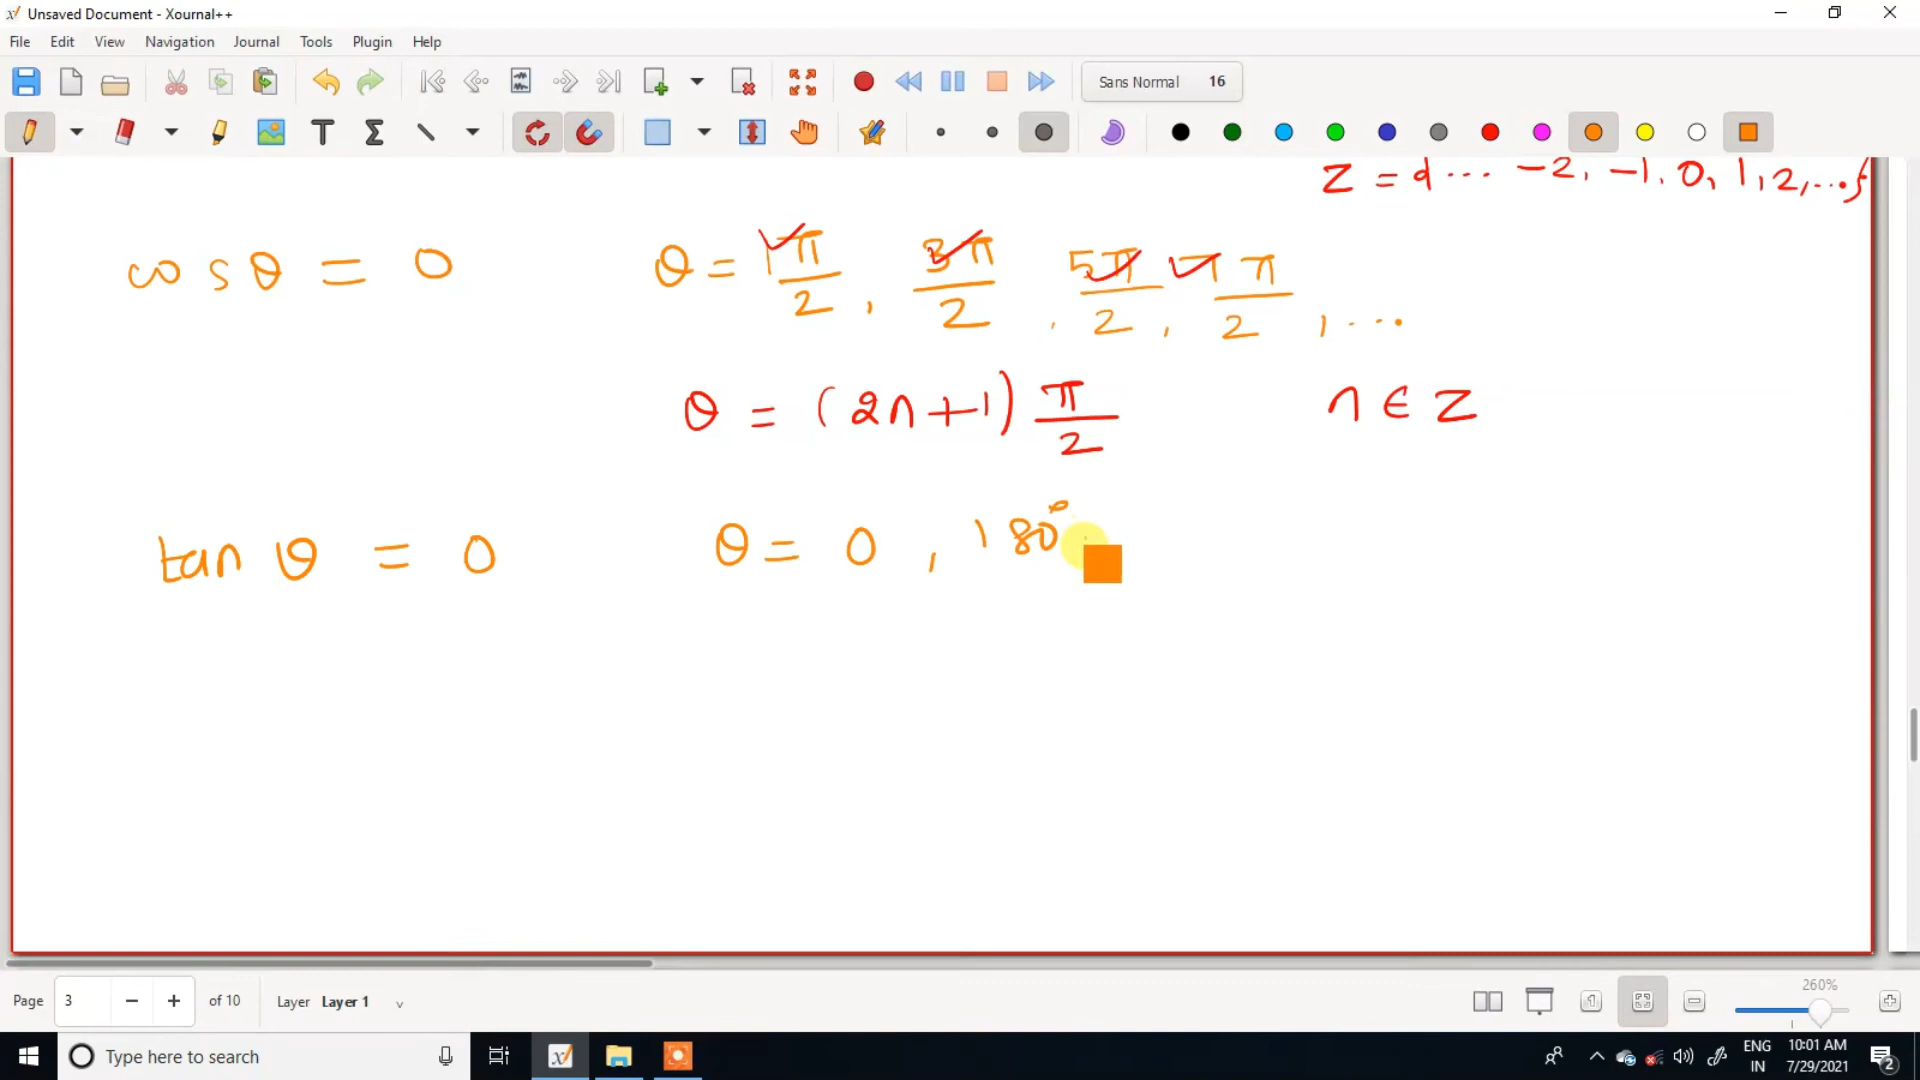 Unsaved Document - Xournal++
File Edit View Navigation Journal Tools Plugin Help
Sans Normal 16
Z = { ... -2, -1, 0, 1, 2, ...}
cos θ = 0 θ = 1π/2, 3π/2, 5π/2, 7π/2, ...
θ = (2n+1) π/2 n ∈ Z
tan θ = 0 θ = 0, 180°
260%
Page 3 of 10 Layer Layer 1
Type here to search
ENG 10:01 AM
IN 7/29/2021 2